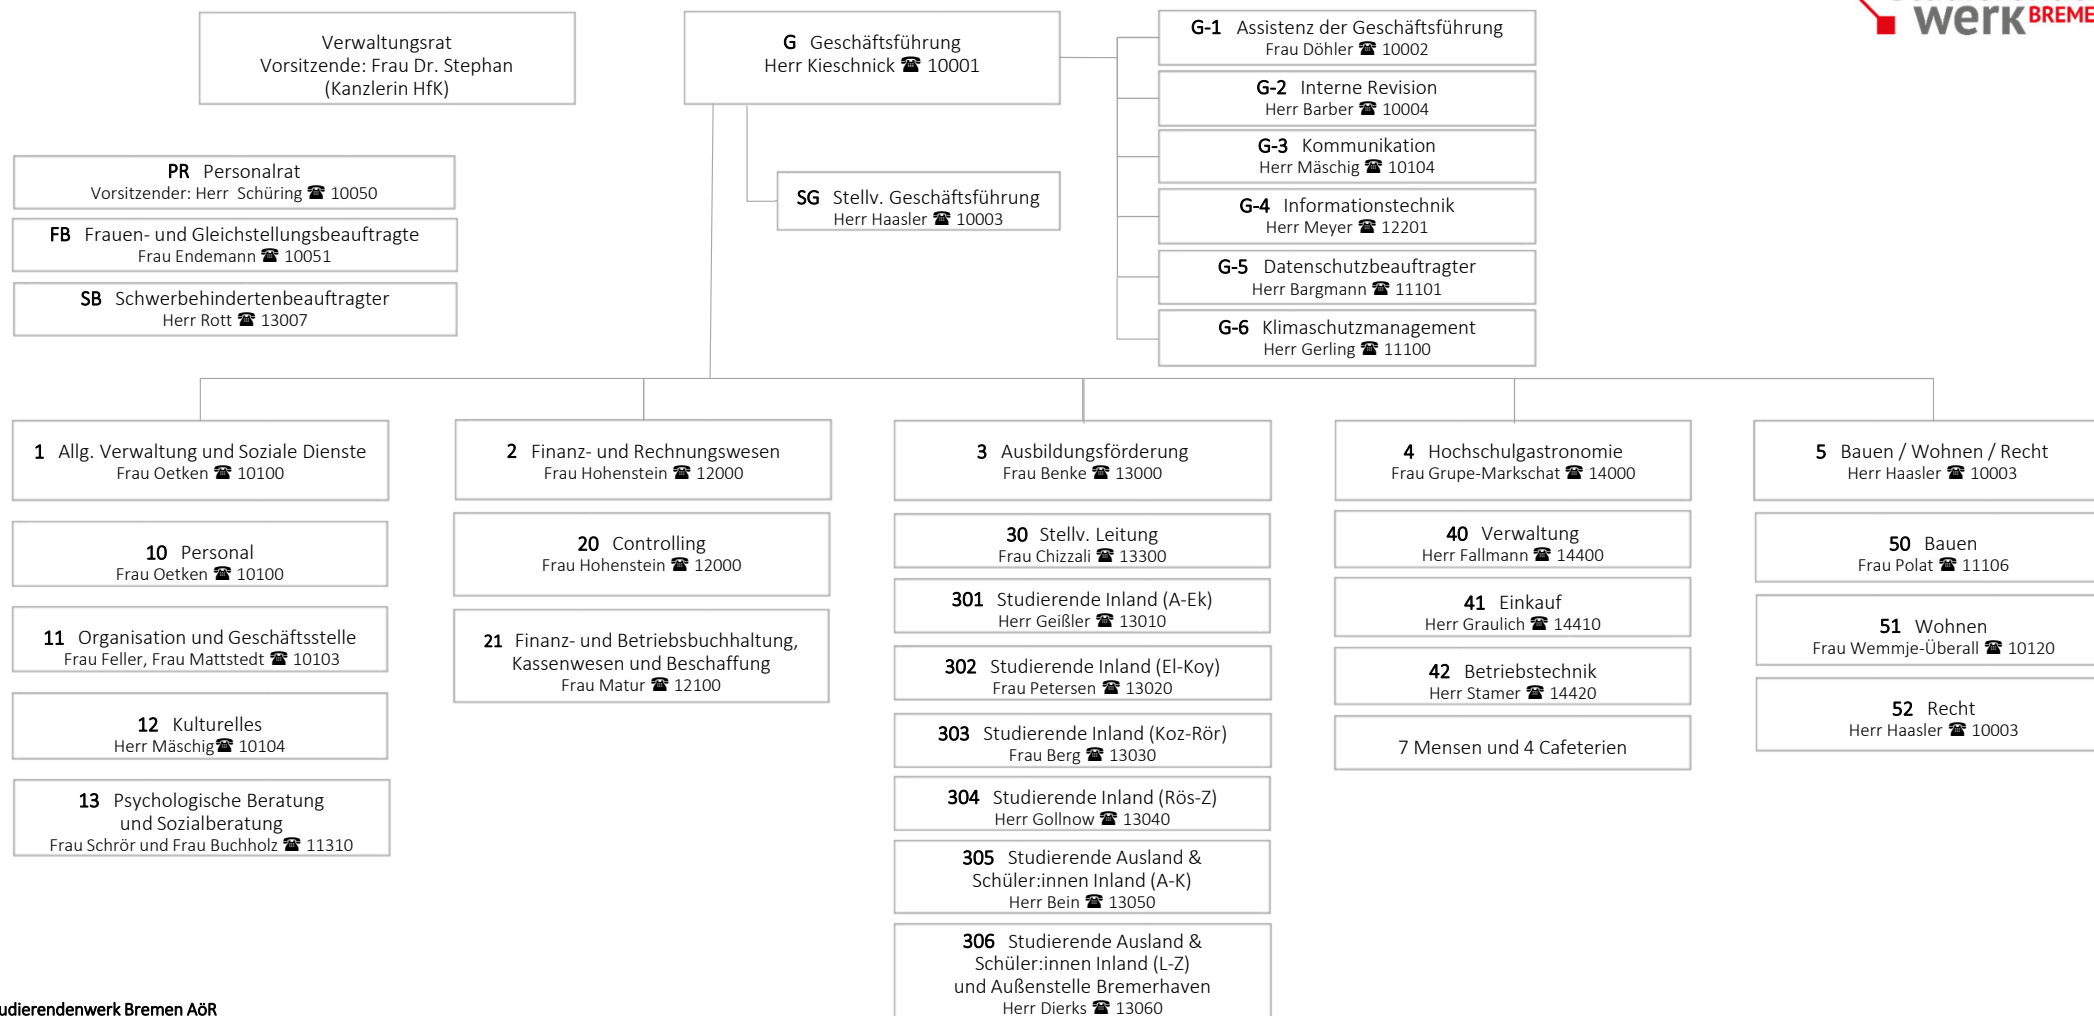 werk BREME
Verwaltungsrat
Vorsitzende: Frau Dr. Stephan
(Kanzlerin HfK)
G Geschäftsführung
Herr Kieschnick ☎ 10001
G-1 Assistenz der Geschäftsführung
Frau Döhler ☎ 10002
G-2 Interne Revision
Herr Barber ☎ 10004
G-3 Kommunikation
Herr Mäschig ☎ 10104
G-4 Informationstechnik
Herr Meyer ☎ 12201
G-5 Datenschutzbeauftragter
Herr Bargmann ☎ 11101
G-6 Klimaschutzmanagement
Herr Gerling ☎ 11100
SG Stellv. Geschäftsführung
Herr Haasler ☎ 10003
PR Personalrat
Vorsitzender: Herr Schüring ☎ 10050
FB Frauen- und Gleichstellungsbeauftragte
Frau Endemann ☎ 10051
SB Schwerbehindertenbeauftragter
Herr Rott ☎ 13007
1 Allg. Verwaltung und Soziale Dienste
Frau Oetken ☎ 10100
10 Personal
Frau Oetken ☎ 10100
11 Organisation und Geschäftsstelle
Frau Feller, Frau Mattstedt ☎ 10103
12 Kulturelles
Herr Mäschig☎ 10104
13 Psychologische Beratung
und Sozialberatung
Frau Schrör und Frau Buchholz ☎ 11310
2 Finanz- und Rechnungswesen
Frau Hohenstein ☎ 12000
20 Controlling
Frau Hohenstein ☎ 12000
21 Finanz- und Betriebsbuchhaltung,
Kassenwesen und Beschaffung
Frau Matur ☎ 12100
3 Ausbildungsförderung
Frau Benke ☎ 13000
30 Stellv. Leitung
Frau Chizzali ☎ 13300
301 Studierende Inland (A-Ek)
Herr Geißler ☎ 13010
302 Studierende Inland (El-Koy)
Frau Petersen ☎ 13020
303 Studierende Inland (Koz-Rör)
Frau Berg ☎ 13030
304 Studierende Inland (Rös-Z)
Herr Gollnow ☎ 13040
305 Studierende Ausland &
Schüler:innen Inland (A-K)
Herr Bein ☎ 13050
306 Studierende Ausland &
Schüler:innen Inland (L-Z)
und Außenstelle Bremerhaven
Herr Dierks ☎ 13060
4 Hochschulgastronomie
Frau Grupe-Markschat ☎ 14000
40 Verwaltung
Herr Fallmann ☎ 14400
41 Einkauf
Herr Graulich ☎ 14410
42 Betriebstechnik
Herr Stamer ☎ 14420
7 Mensen und 4 Cafeterien
5 Bauen / Wohnen / Recht
Herr Haasler ☎ 10003
50 Bauen
Frau Polat ☎ 11106
51 Wohnen
Frau Wemmje-Überall ☎ 10120
52 Recht
Herr Haasler ☎ 10003
udierendenwerk Bremen AöR